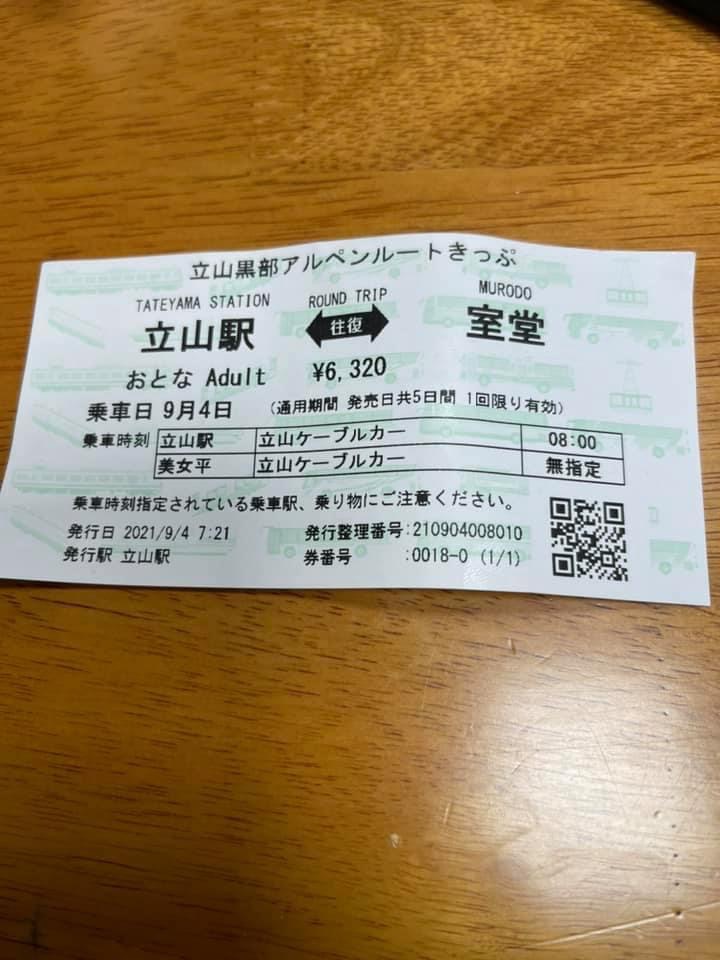 立山黒部アルペンルートきっぷ
TATEYAMA STATION ROUND TRIP MURODO
立山駅 往復 室堂
おとな Adult ¥6,320
乗車日 9月4日 (通用期間 発売日共5日間 1回限り有効)
乗車時刻 立山駅 立山ケーブルカー 08:00
美女平 立山ケーブルカー 無指定
乗車時刻指定されている乗車駅、乗り物にご注意ください。
発行日 2021/9/4 7:21 発行整理番号:210904008010
発行駅 立山駅 券番号 :0018-0 (1/1)